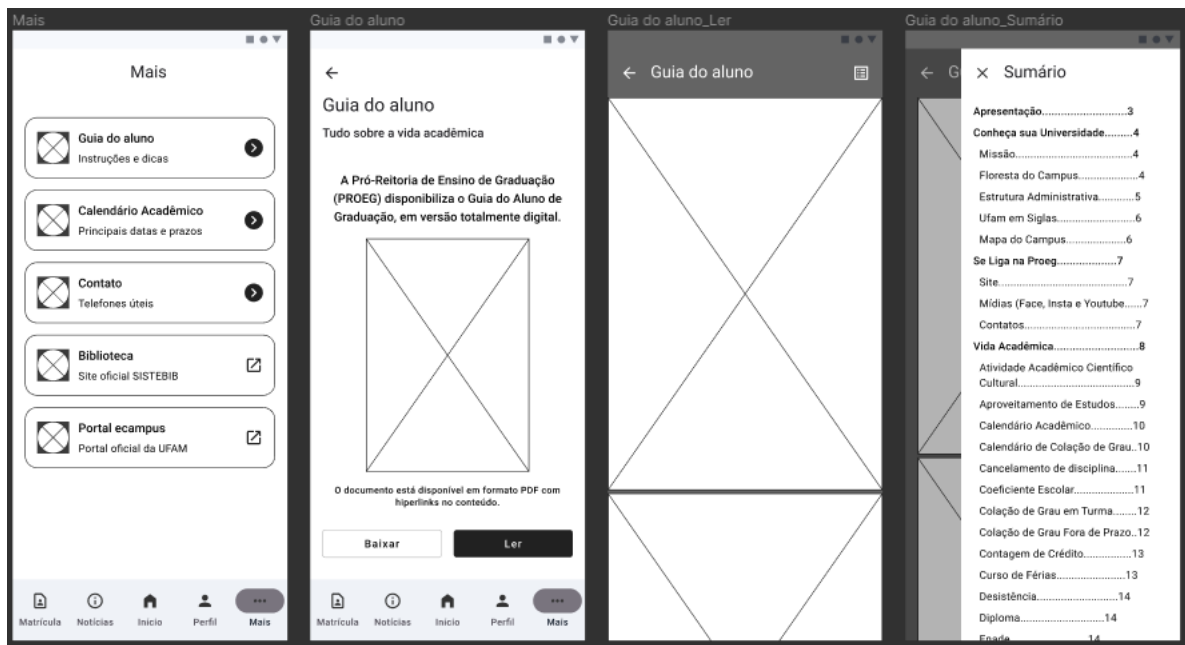 Mais
Mais
Guia do aluno
Instruções e dicas
Calendário Acadêmico
Principais datas e prazos
Contato
Telefones úteis
Biblioteca
Site oficial SISTEBIB
Portal ecampus
Portal oficial da UFAM
Matrícula Notícias Inicio Perfil Mais
Guia do aluno
Guia do aluno
Tudo sobre a vida acadêmica
A Pró-Reitoria de Ensino de Graduação
(PROEG) disponibiliza o Guia do Aluno de
Graduação, em versão totalmente digital.
O documento está disponível em formato PDF com
hiperlinks no conteúdo.
Baixar Ler
Matrícula Notícias Inicio Perfil Mais
Guia do aluno_Ler
Guia do aluno
Guia do aluno_Sumário
G Sumário
Apresentação............................3
Conheça sua Universidade.........4
Missão.......................................4
Floresta do Campus....................4
Estrutura Administrativa............5
Ufam em Siglas..........................6
Mapa do Campus.....................6
Se Liga na Proeg....................7
Site...........................................7
Mídias (Face, Insta e Youtube......7
Contatos.....................................7
Vida Acadêmica............................8
Atividade Acadêmico Científico
Cultural.......................................9
Aproveitamento de Estudos........9
Calendário Acadêmico..............10
Calendário de Colação de Grau..10
Cancelamento de disciplina.......11
Coeficiente Escolar....................11
Colação de Grau em Turma........12
Colação de Grau Fora de Prazo..12
Contagem de Crédito................13
Curso de Férias.......................13
Desistência...........................14
Diploma............................14
Enade..........................14